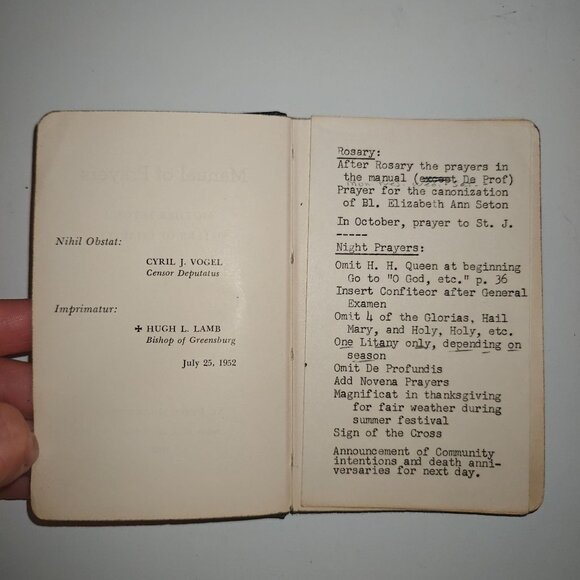 Nihil Obstat:
CYRIL J. VOGEL
Censor Deputatus
Imprimatur:
✠ HUGH L. LAMB
Bishop of Greensburg
July 25, 1952
Rosary:
After Rosary the prayers in
the manual (except De Prof)
Prayer for the canonization
of Bl. Elizabeth Ann Seton
In October, prayer to St. J.
-----
Night Prayers:
Omit H. H. Queen at beginning
Go to "O God, etc." p. 36
Insert Confiteor after General
Examen
Omit 4 of the Glorias, Hail
Mary, and Holy, Holy, etc.
One Litany only, depending on
season
Omit De Profundis
Add Novena Prayers
Magnificat in thanksgiving
for fair weather during
summer festival
Sign of the Cross
Announcement of Community
intentions and death anni-
versaries for next day.